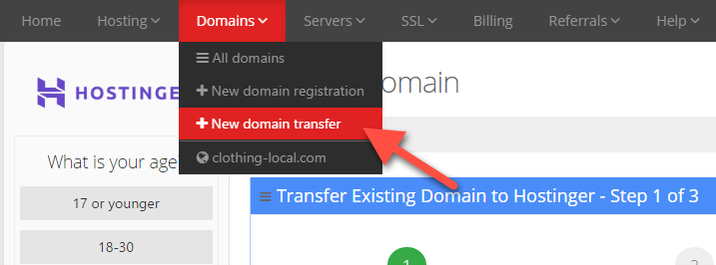 Home Hosting Domains Servers SSL Billing Referrals Help
All domains
New domain registration
New domain transfer
clothing-local.com
HOSTINGE
omain
What is your age
17 or younger
18-30
Transfer Existing Domain to Hostinger - Step 1 of 3
1 2